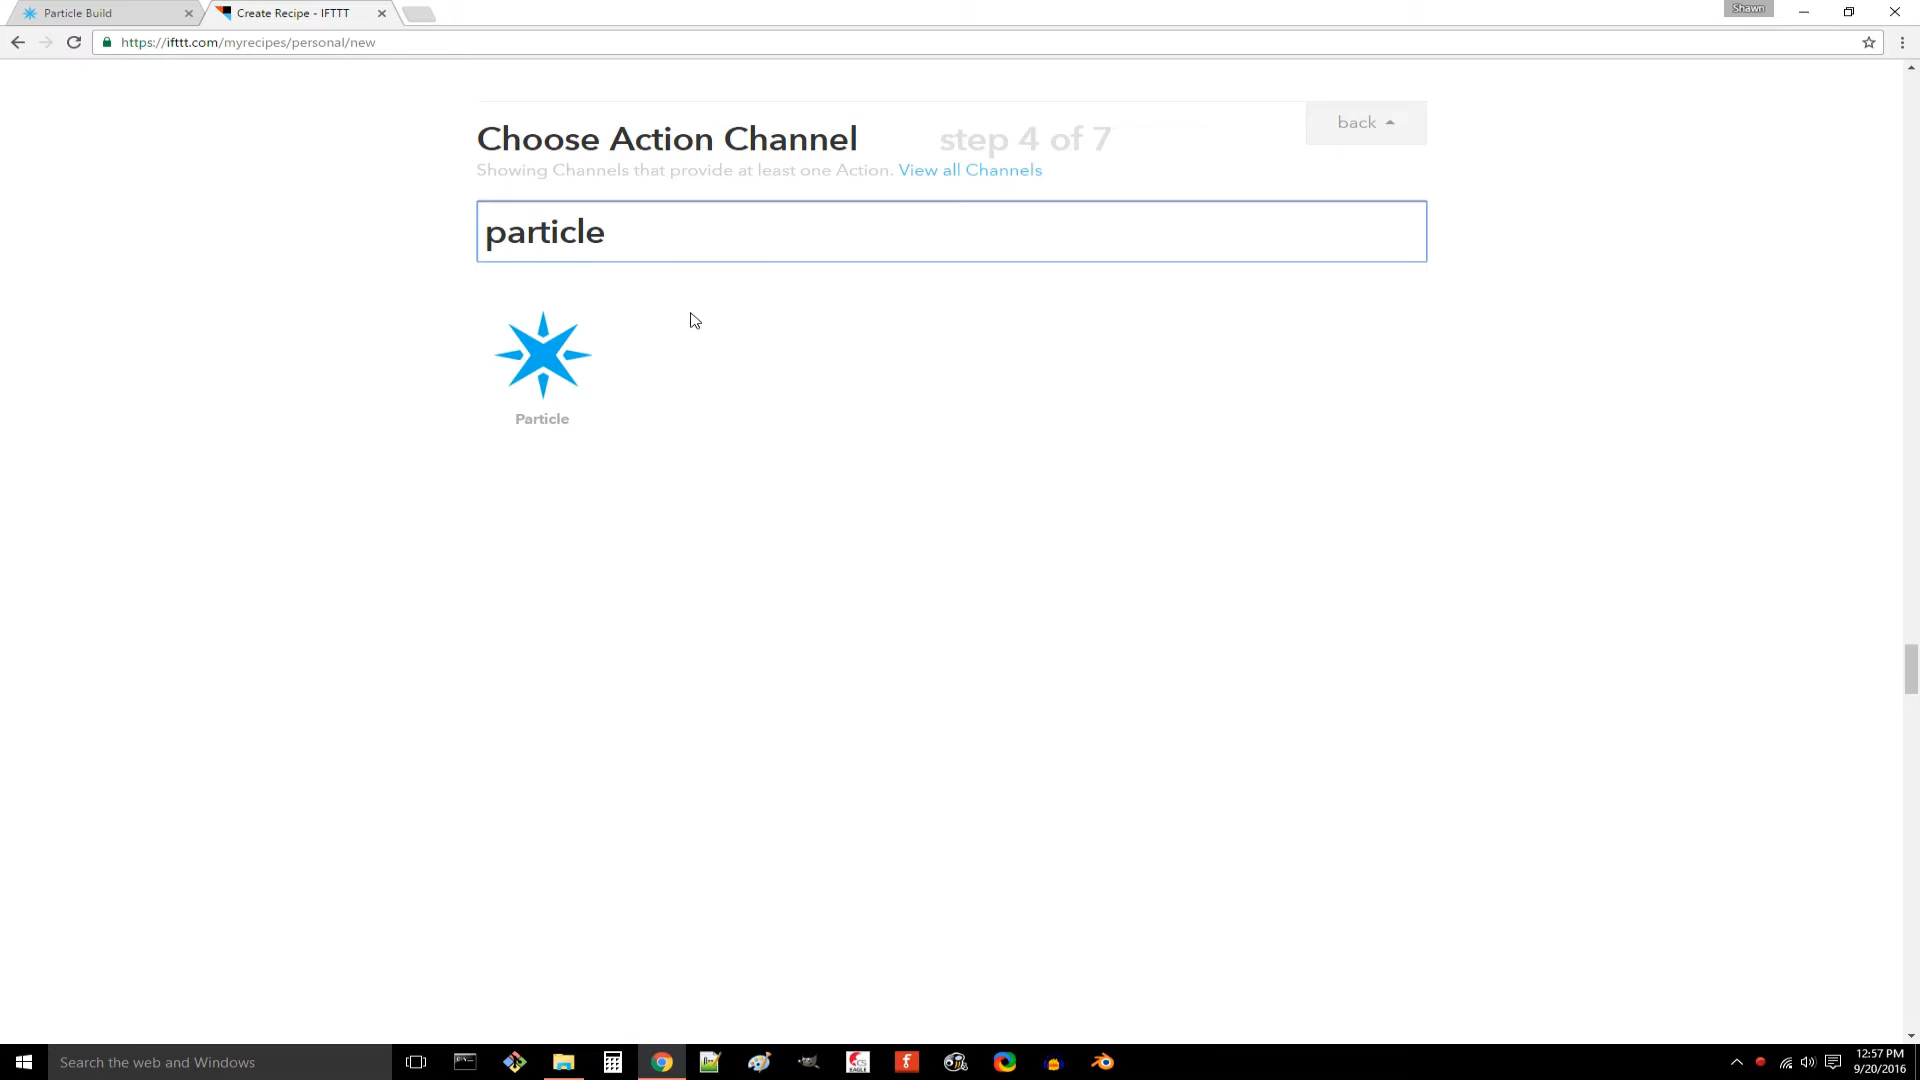 Particle Build
Create Recipe - IFTTT
Shawn
https://ifttt.com/myrecipes/personal/new
Choose Action Channel
step 4 of 7
back
Showing Channels that provide at least one Action. View all Channels
particle
Particle
Search the web and Windows
EAGLE
f
12:57 PM
9/20/2016